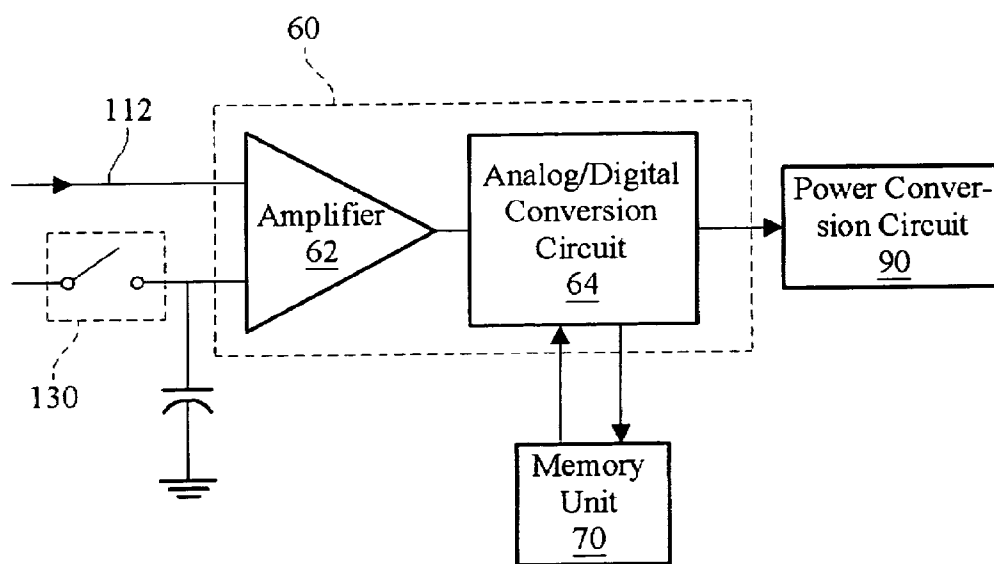 60
112
Amplifier
62
Analog/Digital
Conversion
Circuit
64
Power Conver-
sion Circuit
90
130
Memory
Unit
70